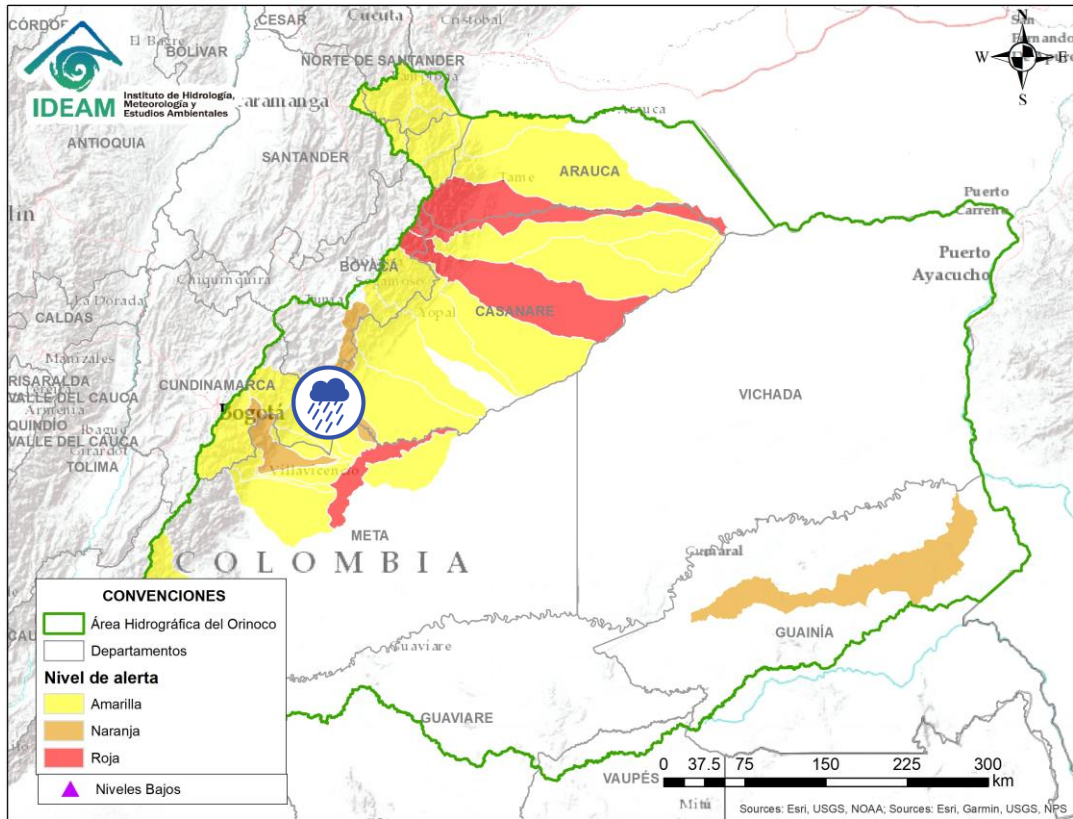 IDEAM
Instituto de Hidrología,
Meteorología y
Estudios Ambientales
CESAR
Cucuta
Cristobal
El Bagre
BOLÍVAR
NORTE DE SANTANDER
San
Fernando
N
W
E
S
aramanga
Arauca
ANTIOQUIA
SANTANDER
Tame
ARAUCA
Puerto
Carreño
Puerto
Ayacucho
BOYACÁ
Chiquinquira
La Dorada
CALDAS
Yopal
CASANARE
Manizales
RISARALDA
CUNDINAMARCA
VALLE DEL CAUCA
Armenia
Bogotá
VICHADA
QUINDÍO
Ibague
VALLE DEL CAUCA
Girardot
TOLIMA
Villavicencio
META
COLOMBIA
Gumaral
GUAINÍA
Guaviare
GUAVIARE
VAUPÉS
Mitú
CONVENCIONES
Área Hidrográfica del Orinoco
Departamentos
Nivel de alerta
Amarilla
Naranja
Roja
Niveles Bajos
0 37.5 75 150 225 300
km
Sources: Esri, USGS, NOAA; Sources: Esri, Garmin, USGS, NPS